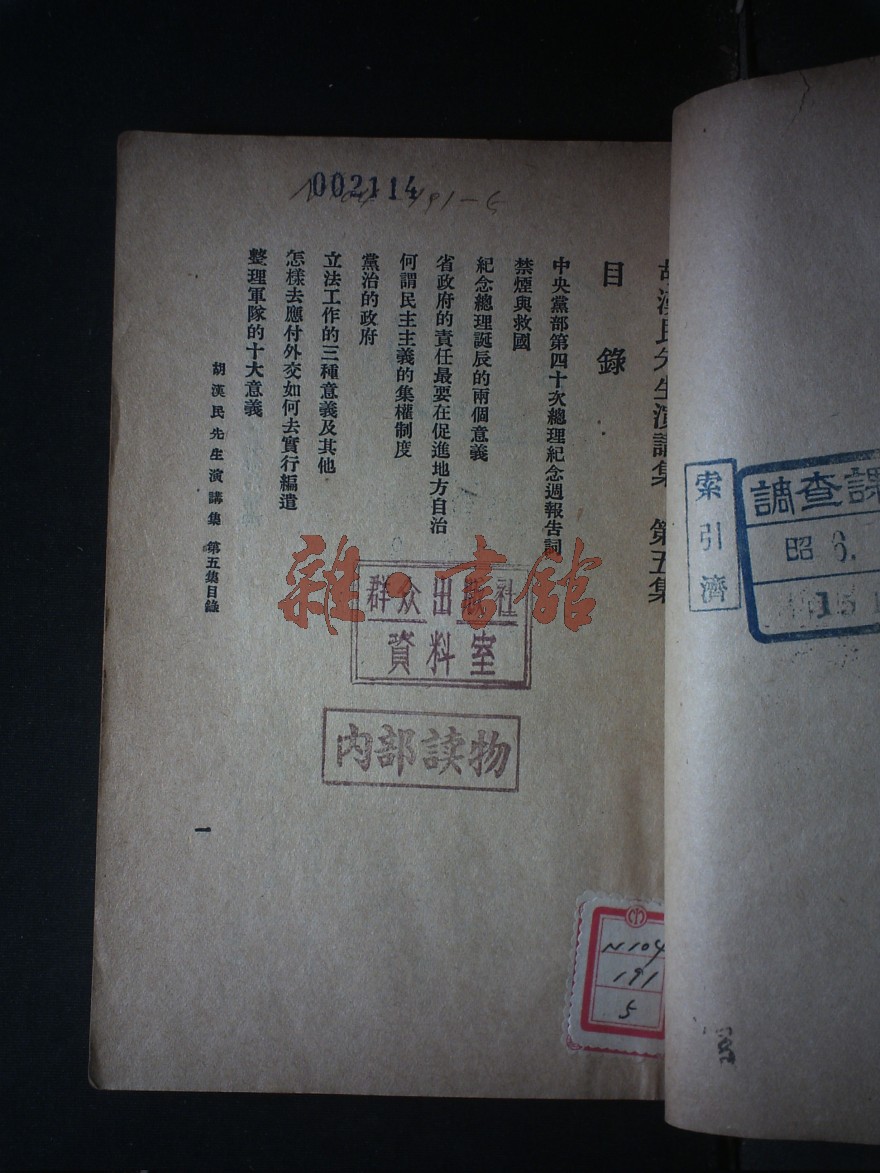 002114
胡漢民先生演講集 第五集
目錄
中央黨部第四十次總理紀念週報告詞
禁煙與救國
紀念總理誕辰的兩個意義
省政府的責任最要在促進地方自治
何謂民主主義的集權制度
黨治的政府
立法工作的三種意義及其他
怎樣去應付外交如何去實行編遣
整理軍隊的十大意義
胡漢民先生演講集 第五集目錄
一
雜·書館
群众出版社
資料室
内部读物
索引濟
調查課
昭 6.
N104
191
5